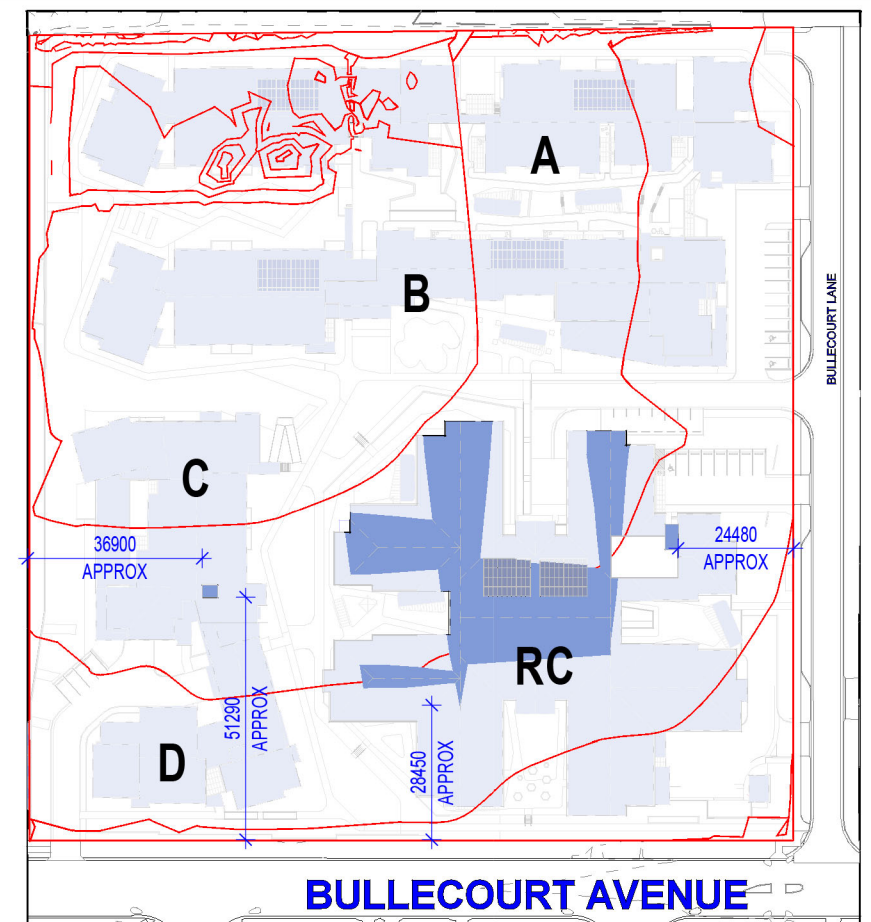 A
B
BULLECOURT LANE
C
36900
APPROX
24480
APPROX
RC
51290
APPROX
28450
APPROX
D
BULLECOURT AVENUE